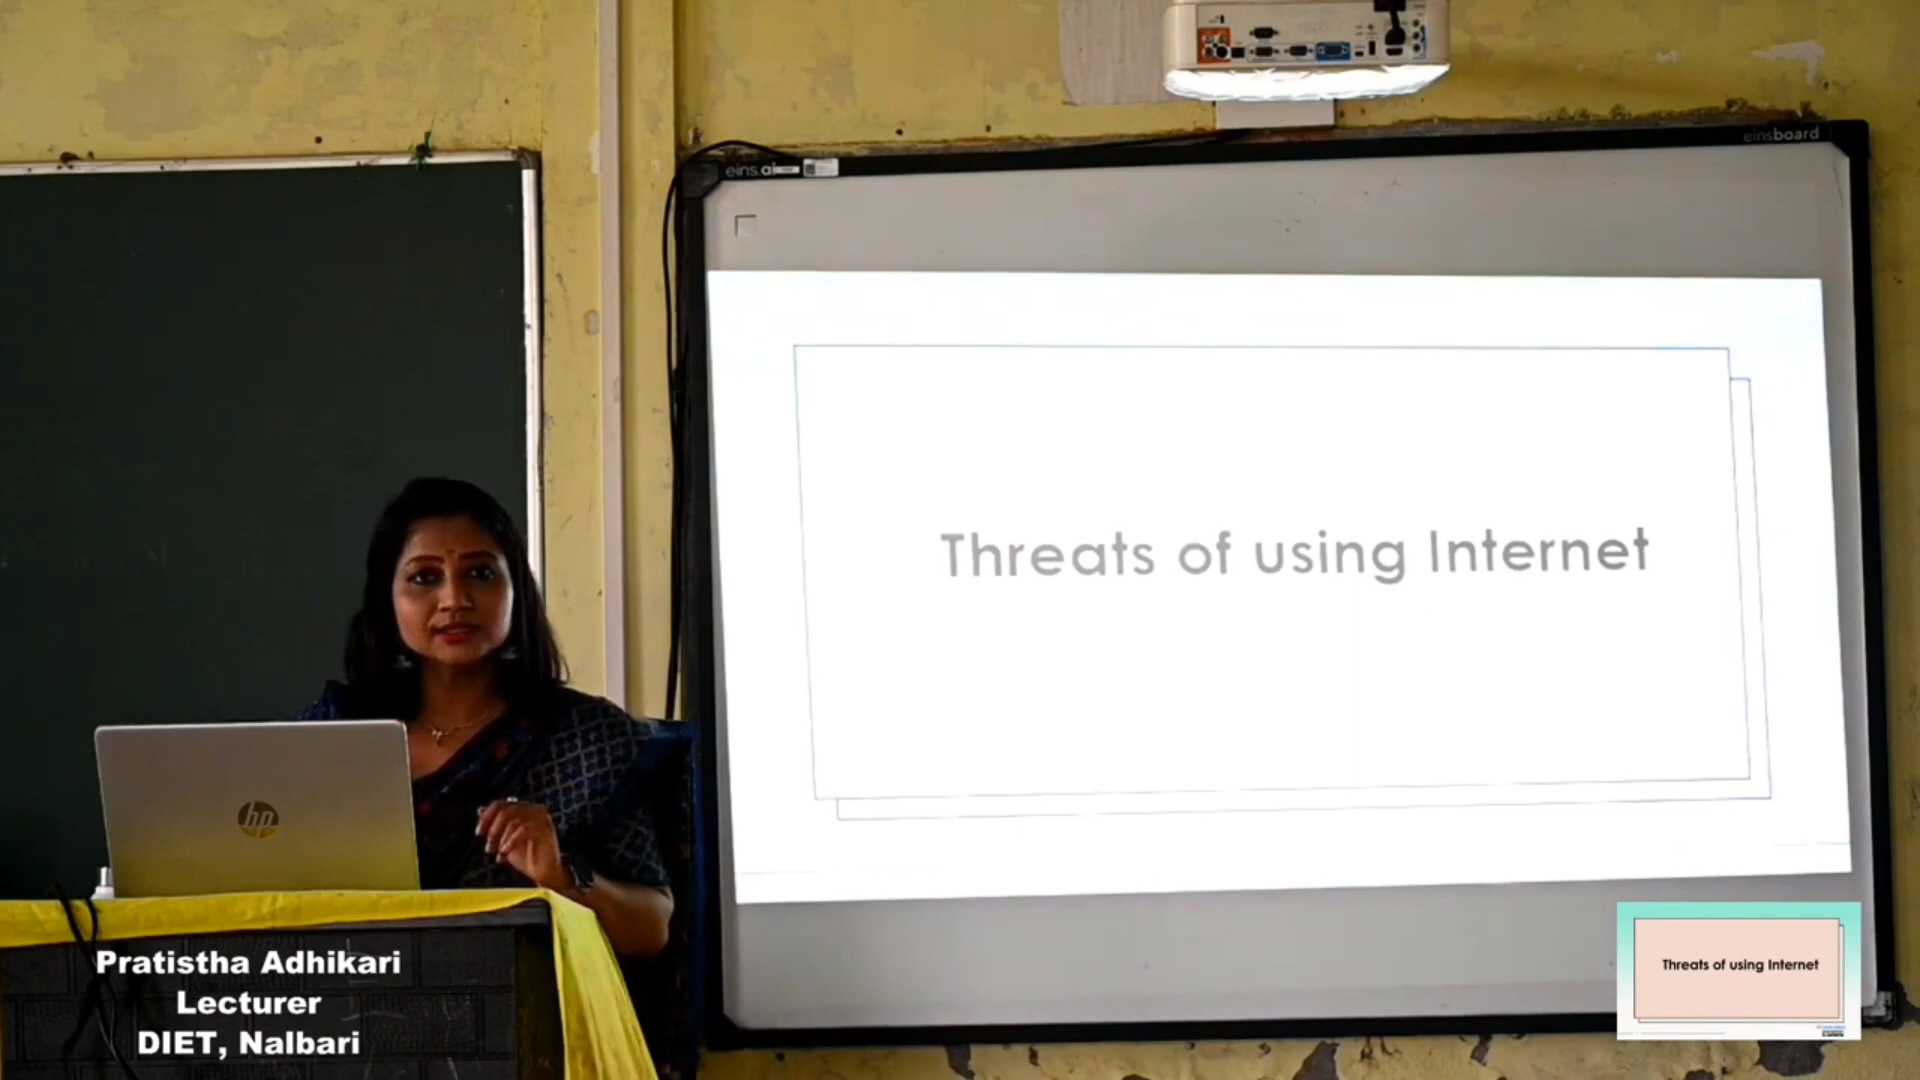 eins.ai
einsboard
Threats of using Internet
hp
Pratistha Adhikari
Lecturer
DIET, Nalbari
Threats of using Internet